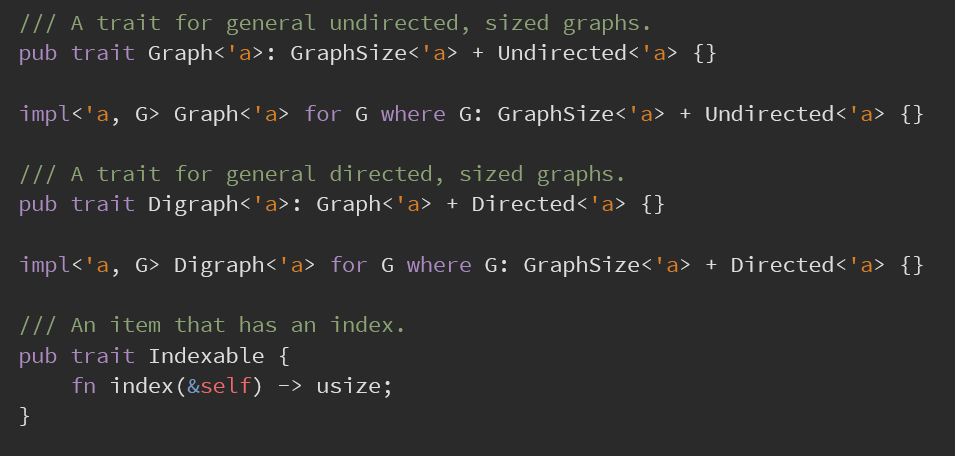 /// A trait for general undirected, sized graphs.
pub trait Graph<'a>: GraphSize<'a> + Undirected<'a> {}
impl<'a, G> Graph<'a> for G where G: GraphSize<'a> + Undirected<'a> {}
/// A trait for general directed, sized graphs.
pub trait Digraph<'a>: Graph<'a> + Directed<'a> {}
impl<'a, G> Digraph<'a> for G where G: GraphSize<'a> + Directed<'a> {}
/// An item that has an index.
pub trait Indexable {
    fn index(&self) -> usize;
}